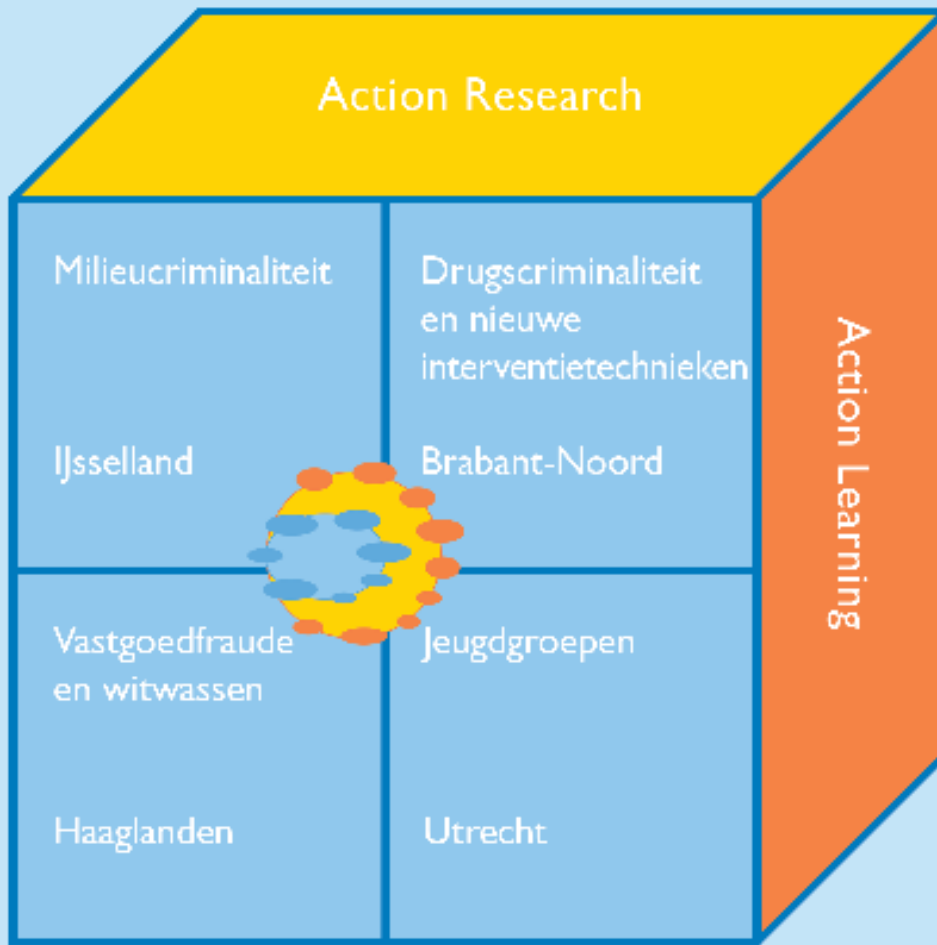 Action Research
Milieucriminaliteit
IJsselland
Drugscriminaliteit
en nieuwe
interventietechnieken
Brabant-Noord
Vastgoedfraude
en witwassen
Haaglanden
Jeugdgroepen
Utrecht
Action Learning